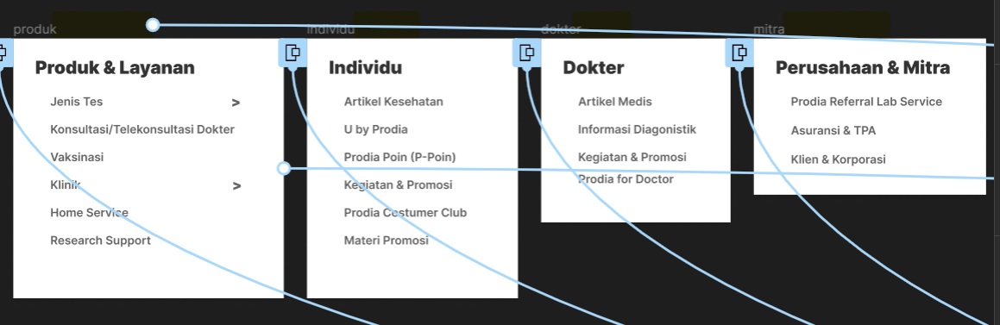 produk
Produk & Layanan
Jenis Tes >
Konsultasi/Telekonsultasi Dokter
Vaksinasi
Klinik >
Home Service
Research Support
individu
Individu
Artikel Kesehatan
U by Prodia
Prodia Poin (P-Poin)
Kegiatan & Promosi
Prodia Costumer Club
Materi Promosi
dokter
Dokter
Artikel Medis
Informasi Diagonistik
Kegiatan & Promosi
Prodia for Doctor
mitra
Perusahaan & Mitra
Prodia Referral Lab Service
Asuransi & TPA
Klien & Korporasi